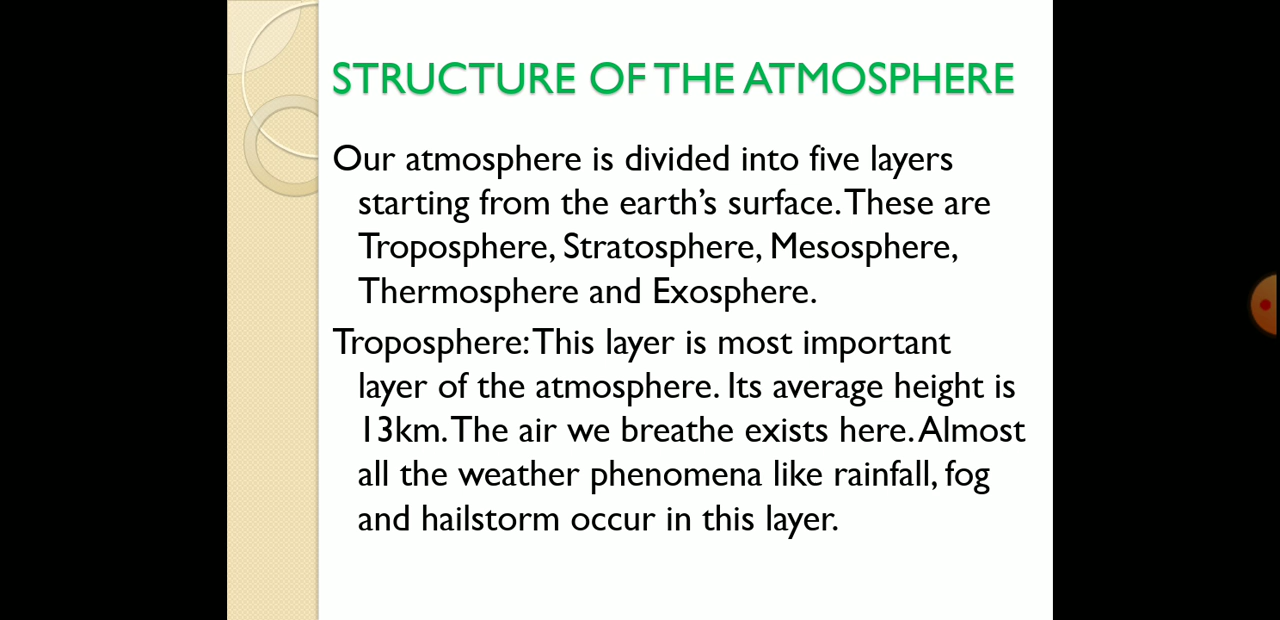 STRUCTURE OF THE ATMOSPHERE
Our atmosphere is divided into five layers
starting from the earth’s surface. These are
Troposphere, Stratosphere, Mesosphere,
Thermosphere and Exosphere.
Troposphere: This layer is most important
layer of the atmosphere. Its average height is
13km. The air we breathe exists here. Almost
all the weather phenomena like rainfall, fog
and hailstorm occur in this layer.